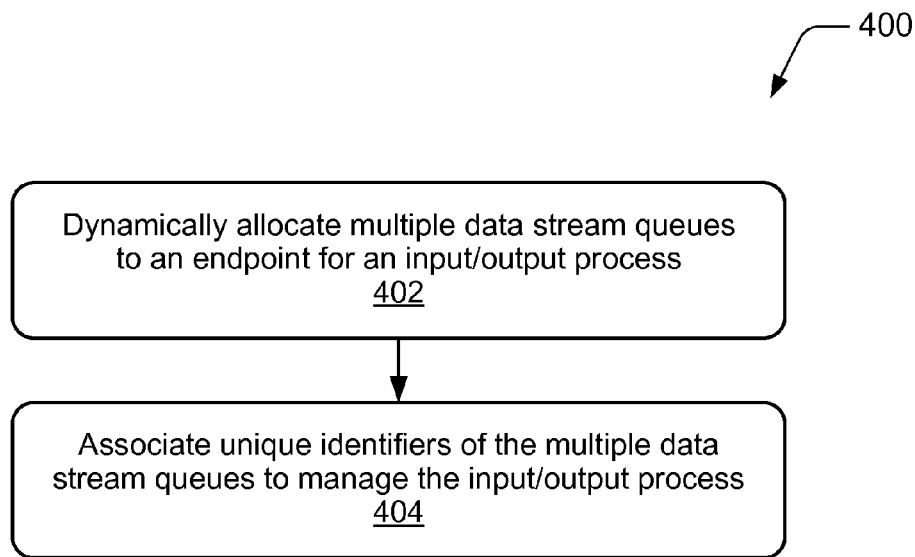 400
Dynamically allocate multiple data stream queues
to an endpoint for an input/output process
402
Associate unique identifiers of the multiple data
stream queues to manage the input/output process
404